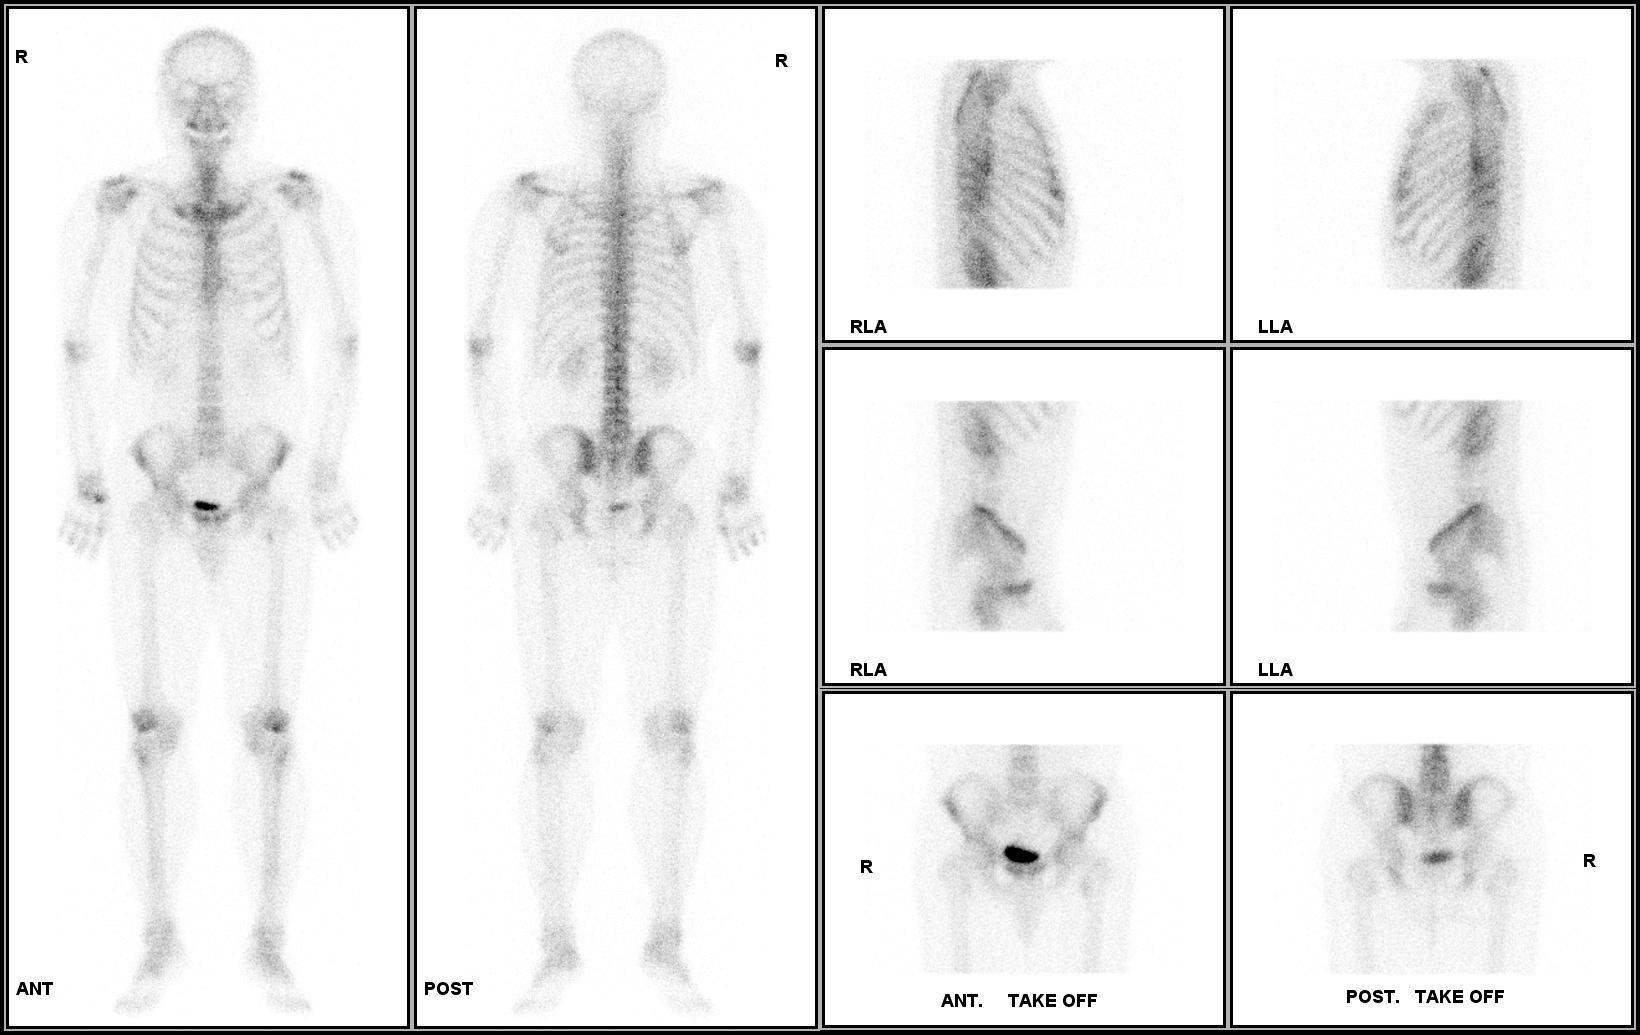 R
ANT
R
POST
RLA
LLA
RLA
LLA
R
ANT. TAKE OFF
R
POST. TAKE OFF